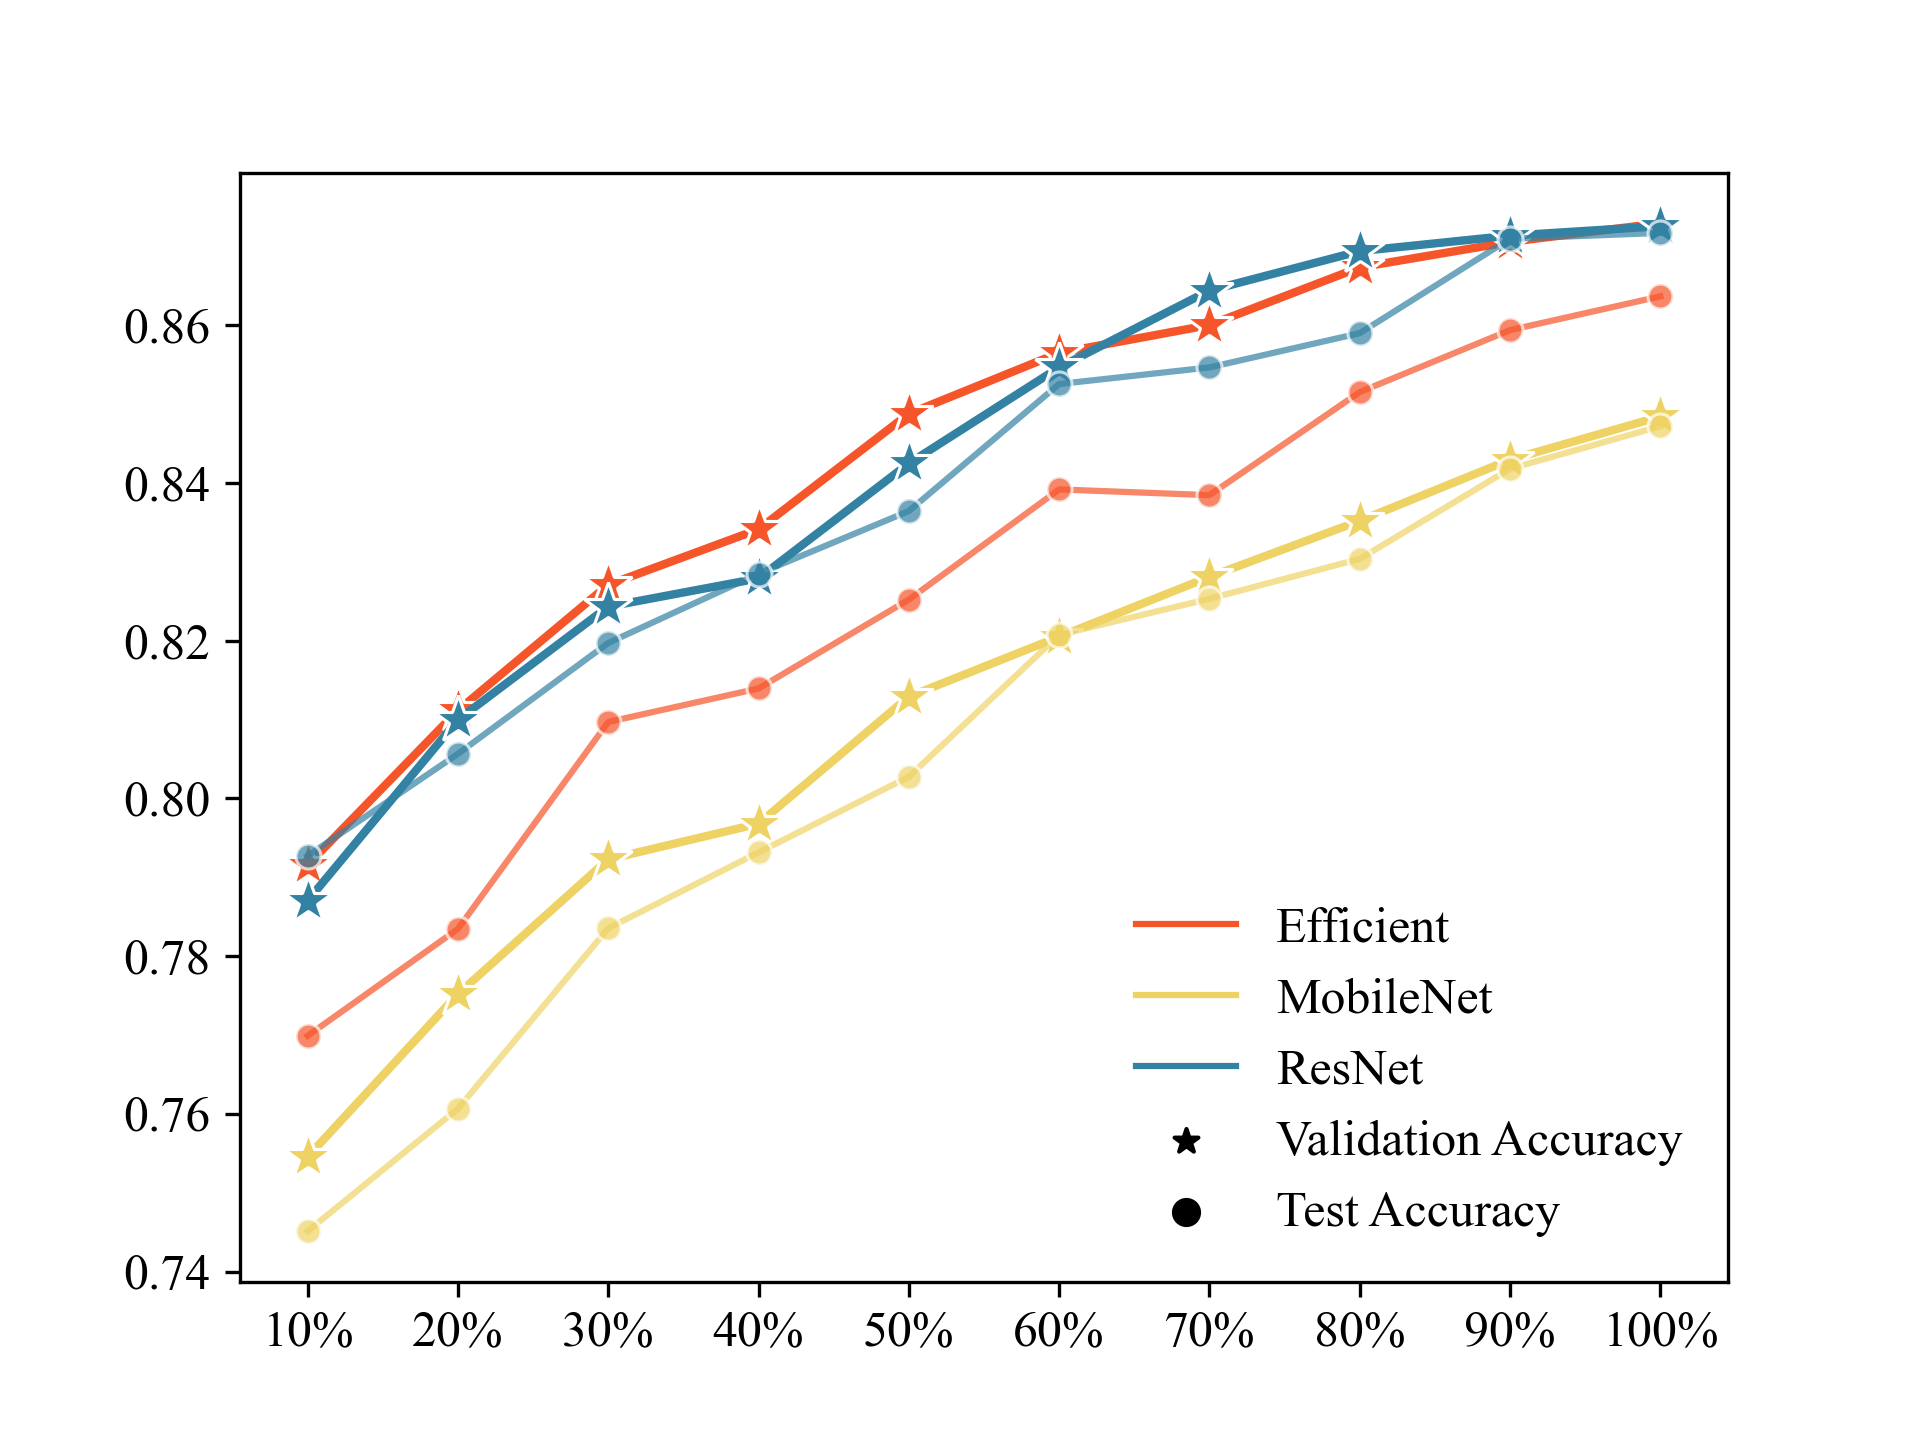 0.86
0.84
0.82
0.80
0.78
0.76
0.74
10% 20% 30% 40% 50% 60% 70% 80% 90% 100%
Efficient
MobileNet
ResNet
Validation Accuracy
Test Accuracy